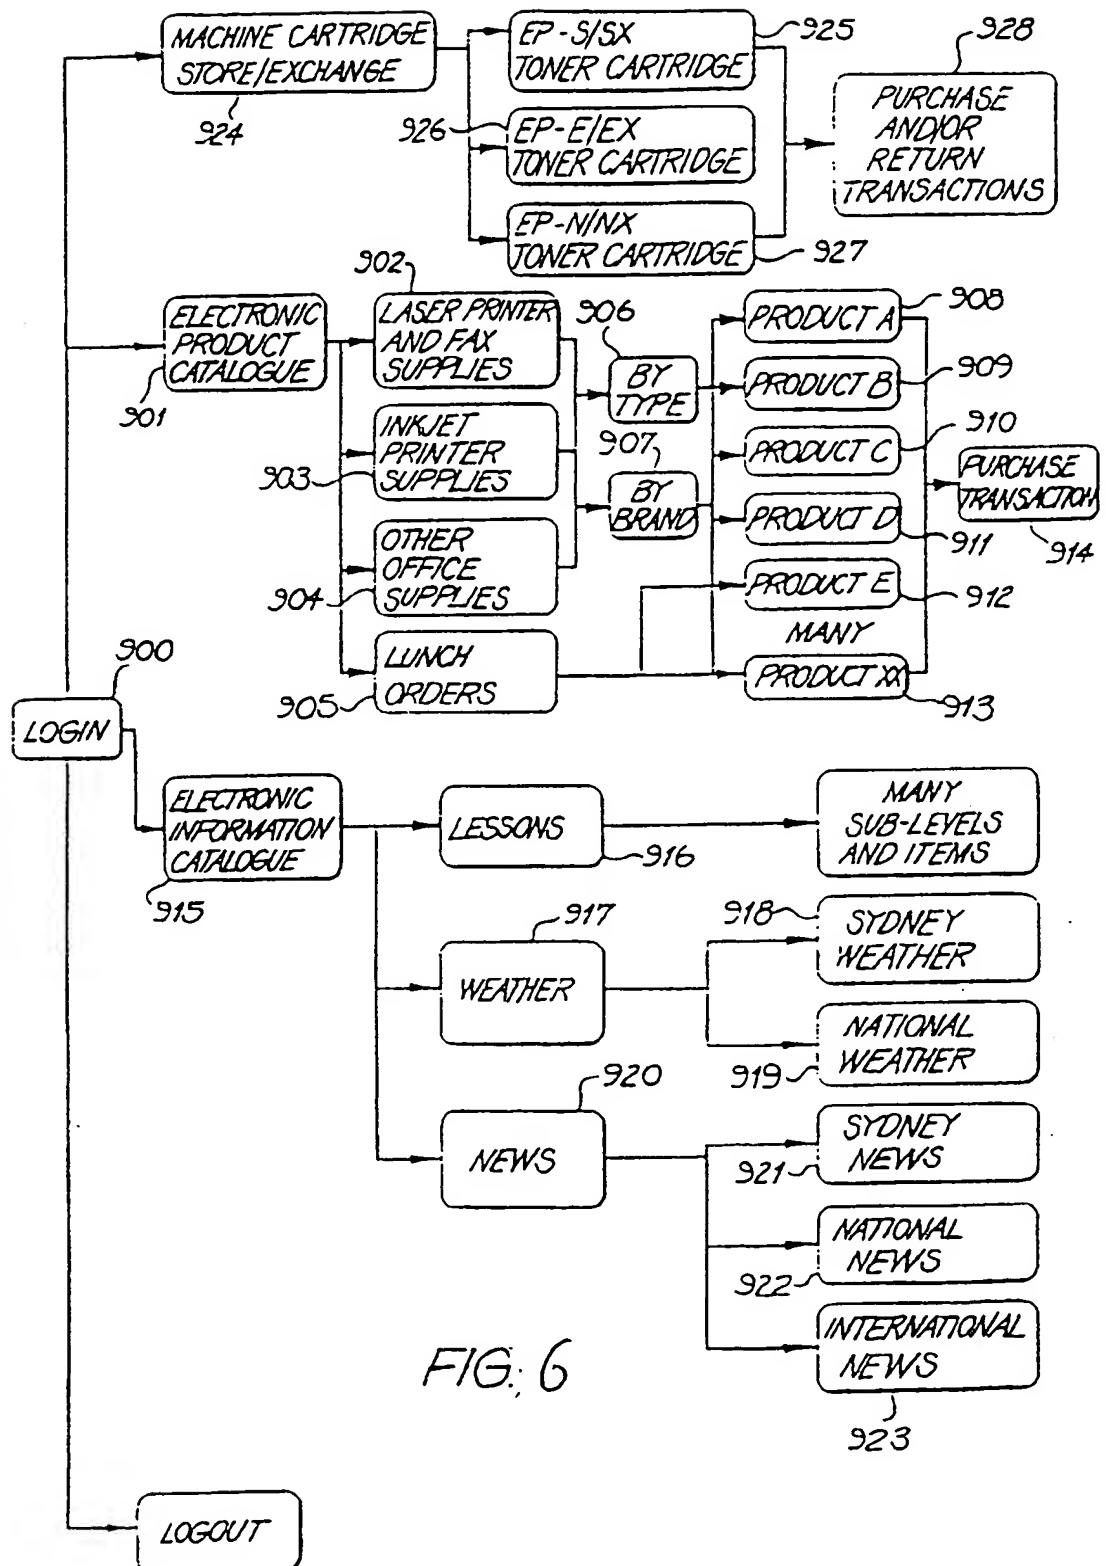 MACHINE CARTRIDGE
STORE/EXCHANGE
924
EP-S/SX
TONER CARTRIDGE
925
926
EP-E/EX
TONER CARTRIDGE
EP-N/NX
TONER CARTRIDGE
927
928
PURCHASE
AND/OR
RETURN
TRANSACTIONS
ELECTRONIC
PRODUCT
CATALOGUE
901
902
LASER PRINTER
AND FAX
SUPPLIES
INKJET
PRINTER
903 SUPPLIES
OTHER
OFFICE
904 SUPPLIES
LUNCH
ORDERS
905
906
BY
TYPE
907
BY
BRAND
PRODUCT A
908
PRODUCT B
909
PRODUCT C
910
PRODUCT D
911
PRODUCT E
912
MANY
PRODUCT XX
913
PURCHASE
TRANSACTION
914
900
LOGIN
ELECTRONIC
INFORMATION
CATALOGUE
915
LESSONS
916
MANY
SUB-LEVELS
AND ITEMS
917
WEATHER
918
SYDNEY
WEATHER
NATIONAL
WEATHER
919
920
NEWS
SYDNEY
NEWS
921
NATIONAL
NEWS
922
INTERNATIONAL
NEWS
923
FIG. 6
LOGOUT